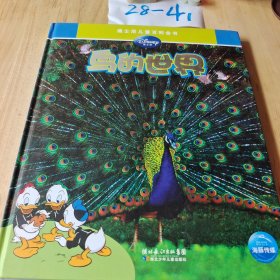 28-41
迪士尼儿童百科全书
Disney
鸟的世界
湖北长江出版集团
湖北少年儿童出版社
海豚传媒